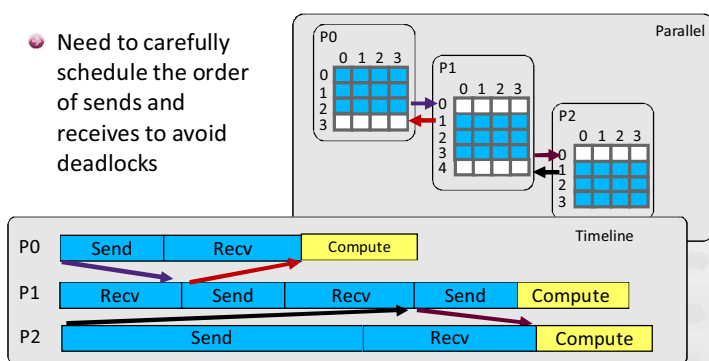 Need to carefully
schedule the order
of sends and
receives to avoid
deadlocks
Parallel
P0
0 1 2 3
0
1
2
3
P1
0 1 2 3
0
1
2
3
4
P2
0 1 2 3
0
1
2
3
Timeline
P0 Send Recv Compute
P1 Recv Send Recv Send Compute
P2 Send Recv Compute